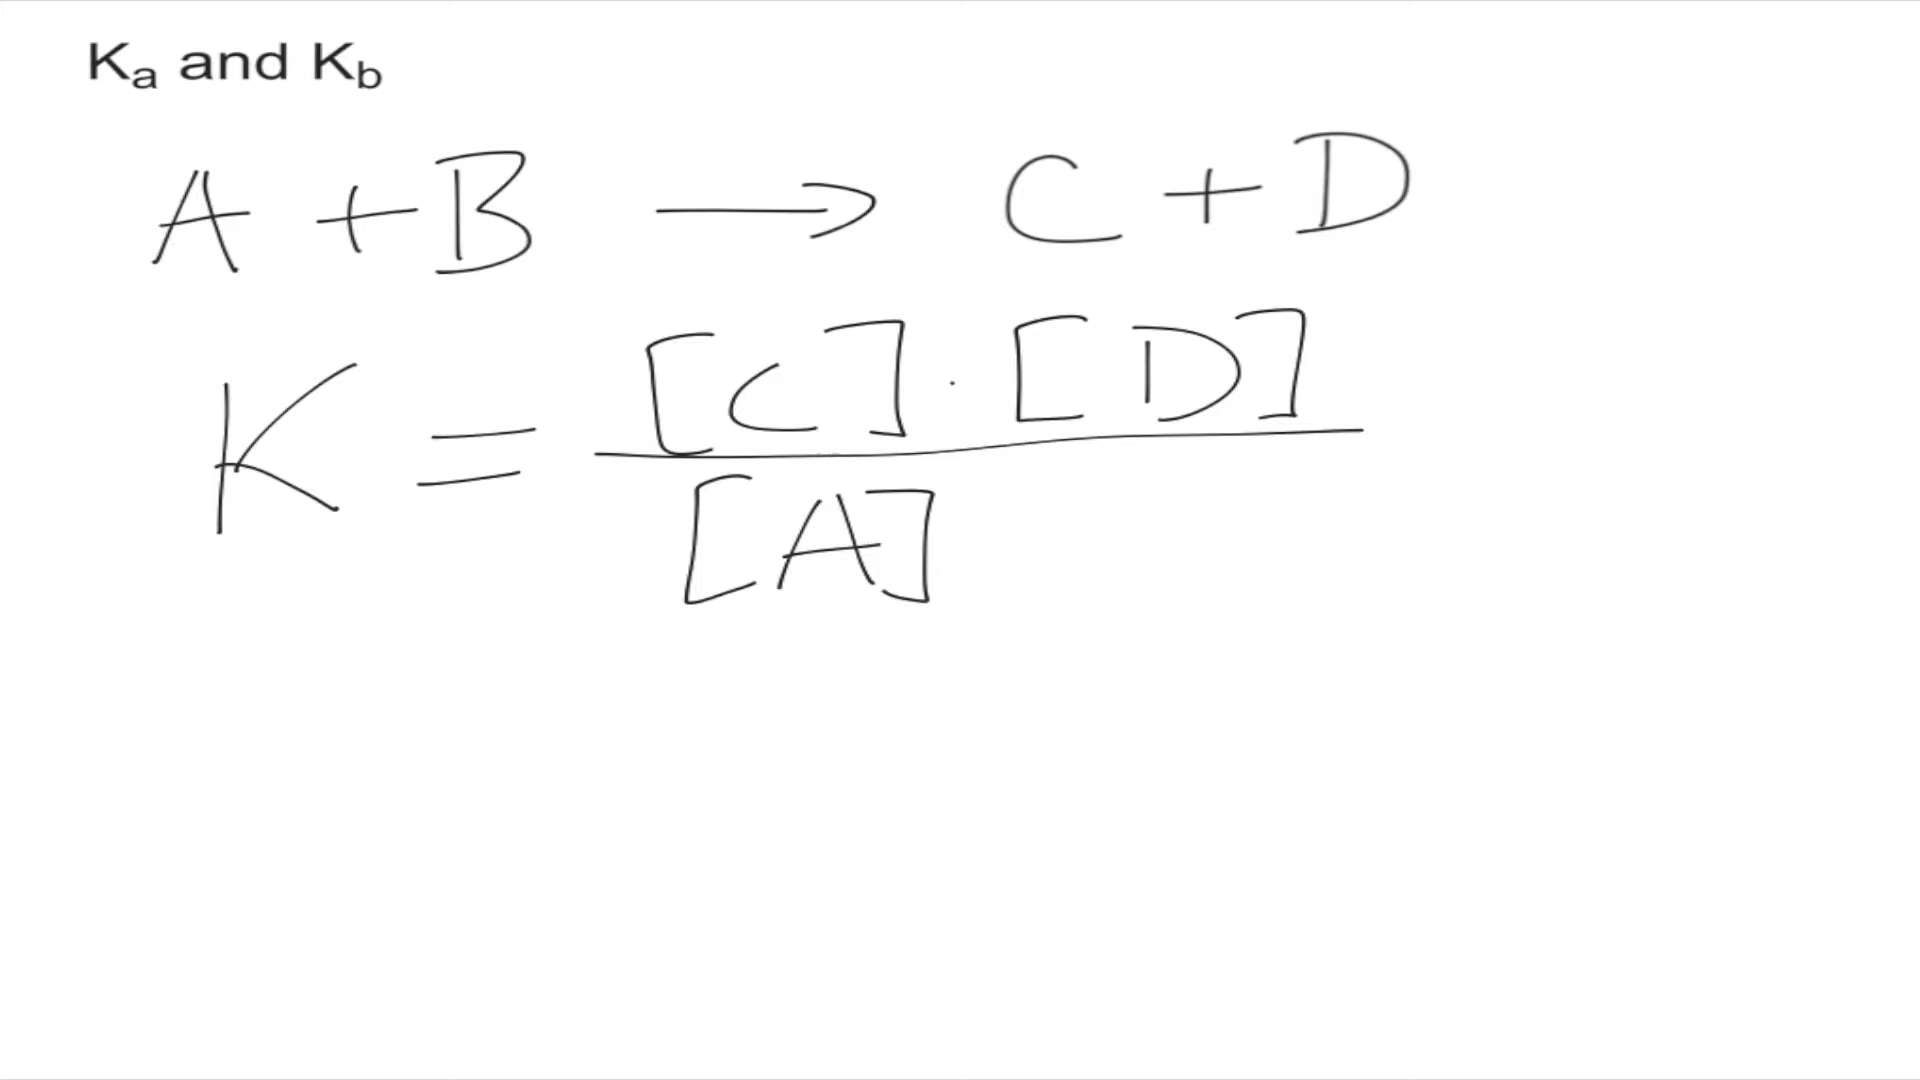 Ka and Kb
A + B → C + D
K = [C] · [D]
[A]